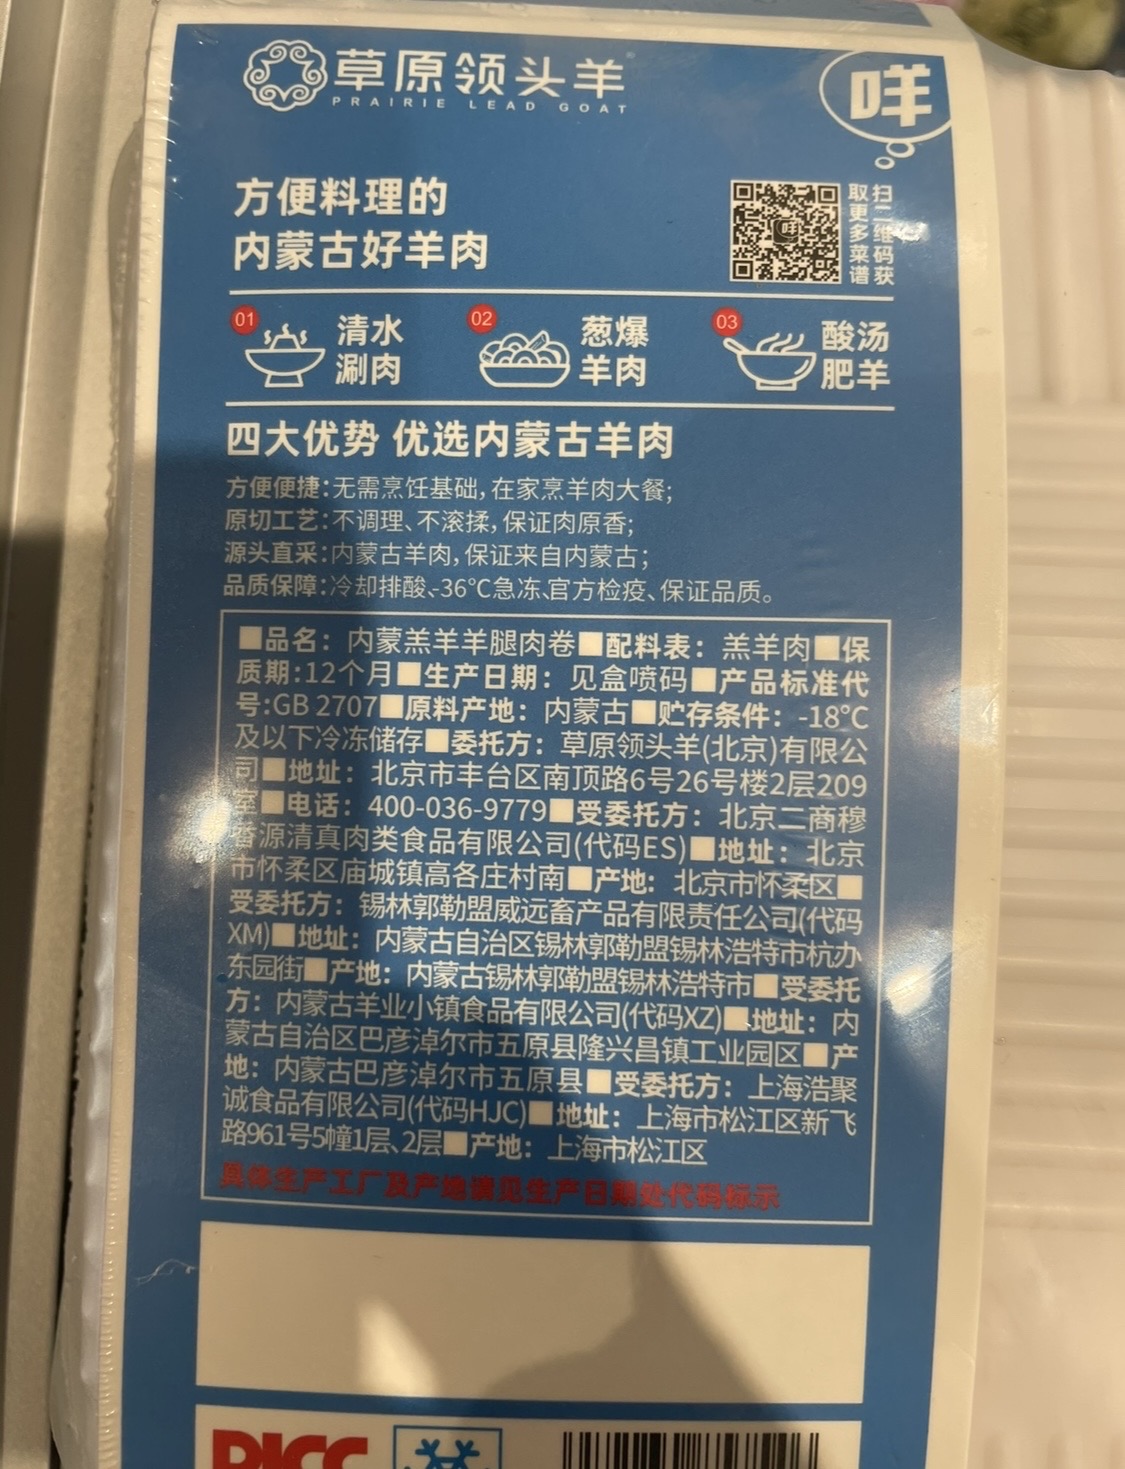 草原领头羊
PRAIRIE LEAD GOAT
咩
方便料理的
内蒙古好羊肉
扫二维码获
取更多菜谱
01 清水
涮肉
02 葱爆
羊肉
03 酸汤
肥羊
四大优势 优选内蒙古羊肉
方便便捷:无需烹饪基础,在家烹羊肉大餐;
原切工艺:不调理、不滚揉,保证肉原香;
源头直采:内蒙古羊肉,保证来自内蒙古;
品质保障:冷却排酸、-36℃急冻、官方检疫、保证品质。
■品名：内蒙羔羊羊腿肉卷■配料表：羔羊肉■保
质期:12个月■生产日期：见盒喷码■产品标准代
号:GB 2707■原料产地：内蒙古■贮存条件：-18℃
及以下冷冻储存■委托方：草原领头羊(北京)有限公
司■地址：北京市丰台区南顶路6号26号楼2层209
室■电话：400-036-9779■受委托方：北京二商穆
香源清真肉类食品有限公司(代码ES)■地址：北京
市怀柔区庙城镇高各庄村南■产地：北京市怀柔区■
受委托方：锡林郭勒盟威远畜产品有限责任公司(代码
XM)■地址：内蒙古自治区锡林郭勒盟锡林浩特市杭办
东园街■产地：内蒙古锡林郭勒盟锡林浩特市■受委托
方：内蒙古羊业小镇食品有限公司(代码XZ)■地址：内
蒙古自治区巴彦淖尔市五原县隆兴昌镇工业园区■产
地：内蒙古巴彦淖尔市五原县■受委托方：上海浩聚
诚食品有限公司(代码HJC)■地址：上海市松江区新飞
路961号5幢1层、2层■产地：上海市松江区
具体生产工厂及产地请见生产日期处代码标示
PICC